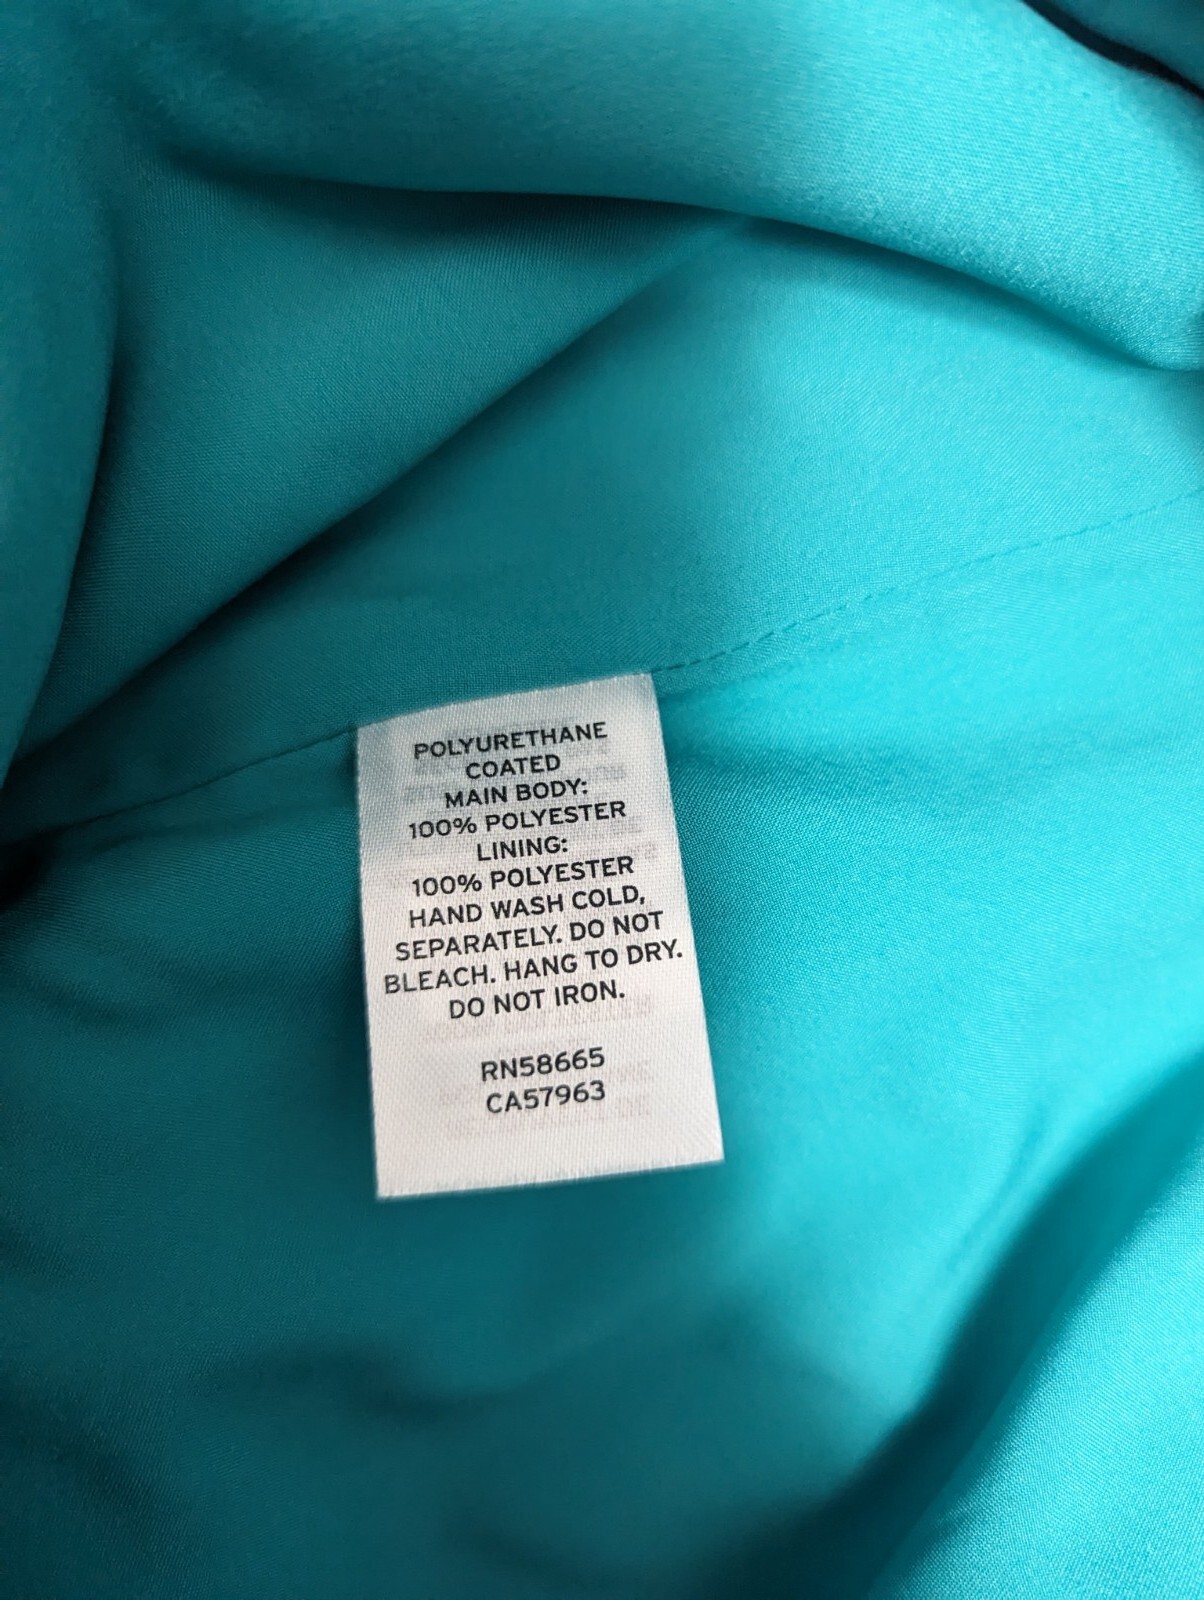 POLYURETHANE
COATED
MAIN BODY:
100% POLYESTER
LINING:
100% POLYESTER
HAND WASH COLD,
SEPARATELY. DO NOT
BLEACH. HANG TO DRY.
DO NOT IRON.
RN58665
CA57963